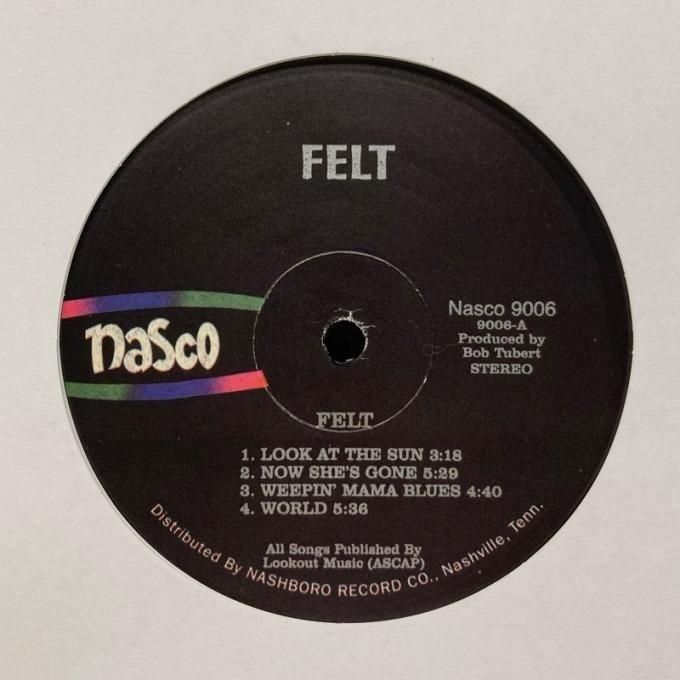 FELT
nasco
Nasco 9006
9006-A
Produced by
Bob Tubert
STEREO
FELT
1. LOOK AT THE SUN 3:18
2. NOW SHE'S GONE 5:29
3. WEEPIN' MAMA BLUES 4:40
4. WORLD 5:36
All Songs Published By
Lookout Music (ASCAP)
Distributed By NASHBORO RECORD CO., Nashville, Tenn.